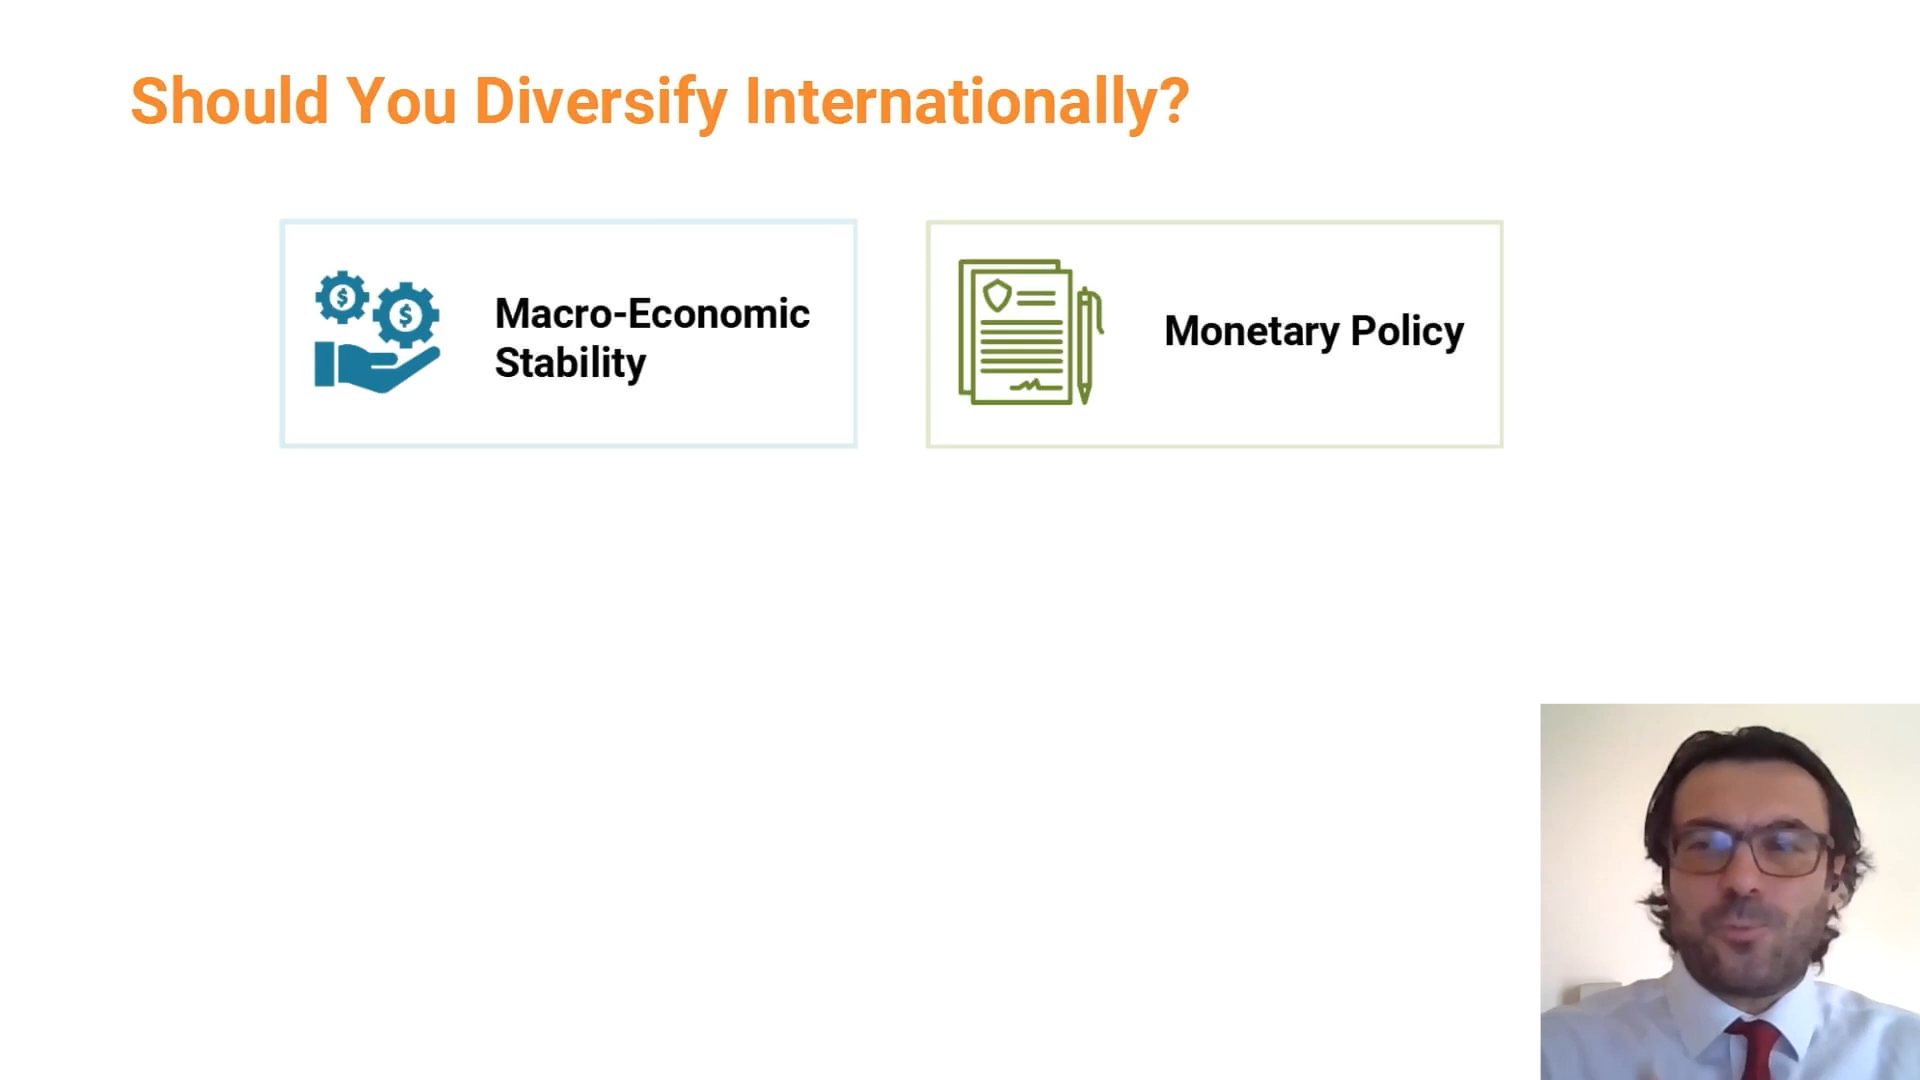 Should You Diversify Internationally?
Macro-Economic
Stability
Monetary Policy